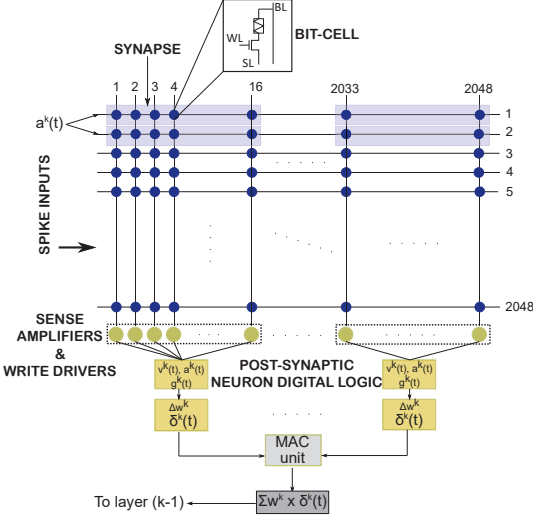 BL
BIT-CELL
WL
SL
SYNAPSE
1 2 3 4 16 2033 2048
a^k(t)
1
2
3
4
5
SPIKE INPUTS
2048
SENSE
AMPLIFIERS
&
WRITE DRIVERS
POST-SYNAPTIC
NEURON DIGITAL LOGIC
v^k(t), a^k(t)
g^k(t)
v^k(t), a^k(t)
g^k(t)
Δw^k
δ^k(t)
Δw^k
δ^k(t)
MAC
unit
To layer (k-1)
Σw^k x δ^k(t)